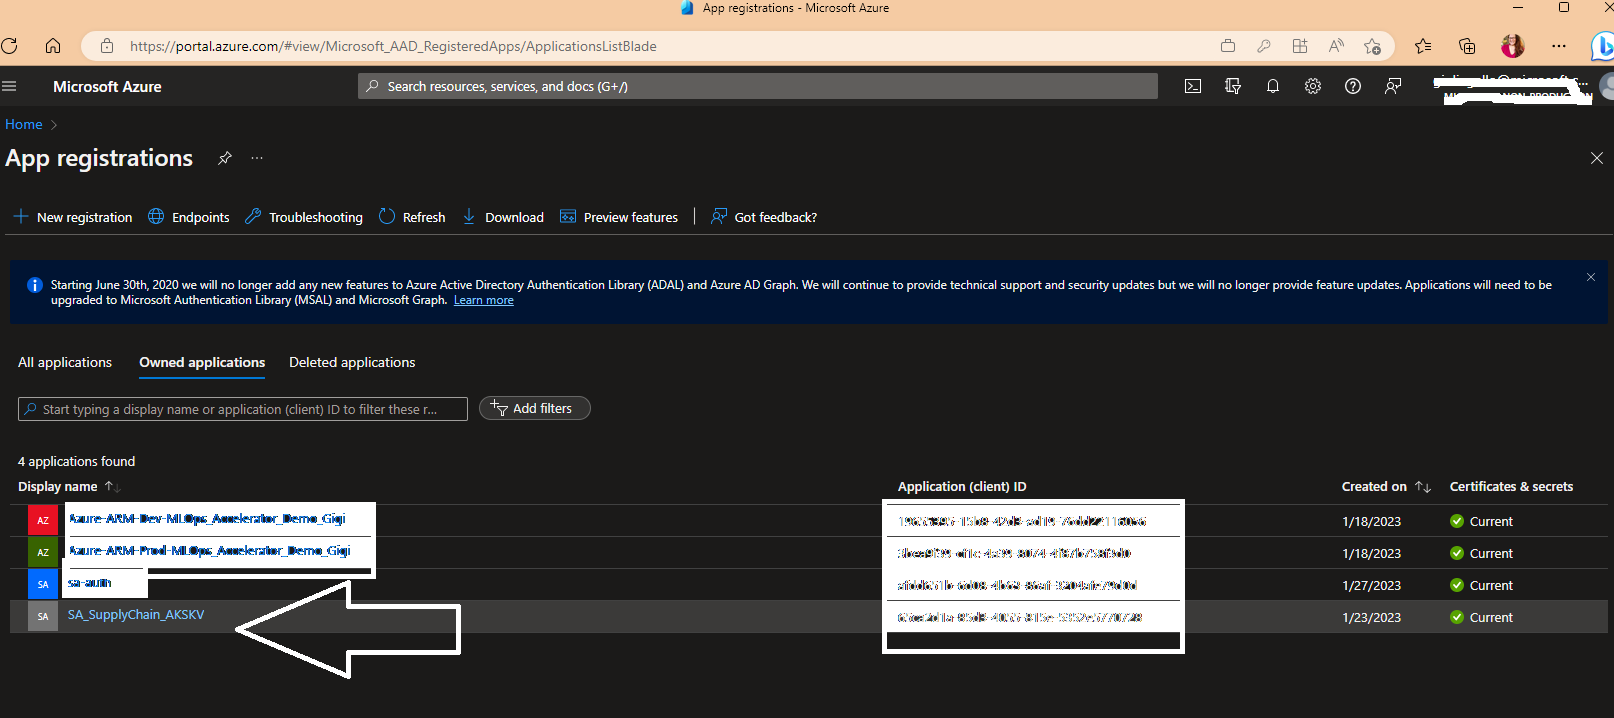 App registrations - Microsoft Azure
https://portal.azure.com/#view/Microsoft_AAD_RegisteredApps/ApplicationsListBlade
Microsoft Azure
Search resources, services, and docs (G+/)
Home
App registrations
New registration
Endpoints
Troubleshooting
Refresh
Download
Preview features
Got feedback?
Starting June 30th, 2020 we will no longer add any new features to Azure Active Directory Authentication Library (ADAL) and Azure AD Graph. We will continue to provide technical support and security updates but we will no longer provide feature updates. Applications will need to be
upgraded to Microsoft Authentication Library (MSAL) and Microsoft Graph. Learn more
All applications
Owned applications
Deleted applications
Start typing a display name or application (client) ID to filter these r...
Add filters
4 applications found
Display name
Application (client) ID
Created on
Certificates & secrets
AZ
Azure-ARM-Dev-MLOps_Accelerator_Demo_Gigi
1/18/2023
Current
AZ
Azure-ARM-Prod-MLOps_Accelerator_Demo_Gigi
1/18/2023
Current
SA
sa-auth
1/27/2023
Current
SA
SA_SupplyChain_AKSKV
1/23/2023
Current